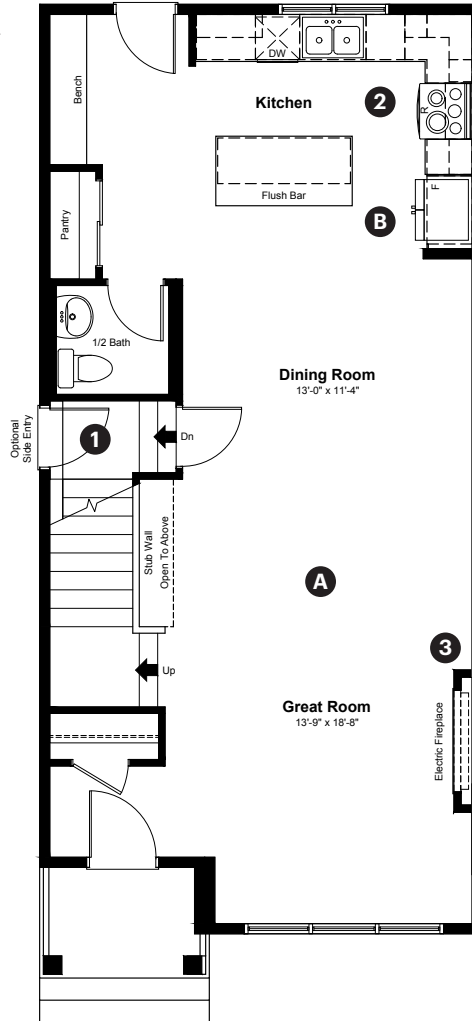 DW
Bench
Kitchen
2
R
Flush Bar
F
B
Pantry
1/2 Bath
Dining Room
13'-0" x 11'-4"
Optional
Side Entry
1
Dn
Stub Wall
Open To Above
A
3
Up
Great Room
13'-9" x 18'-8"
Electric Fireplace